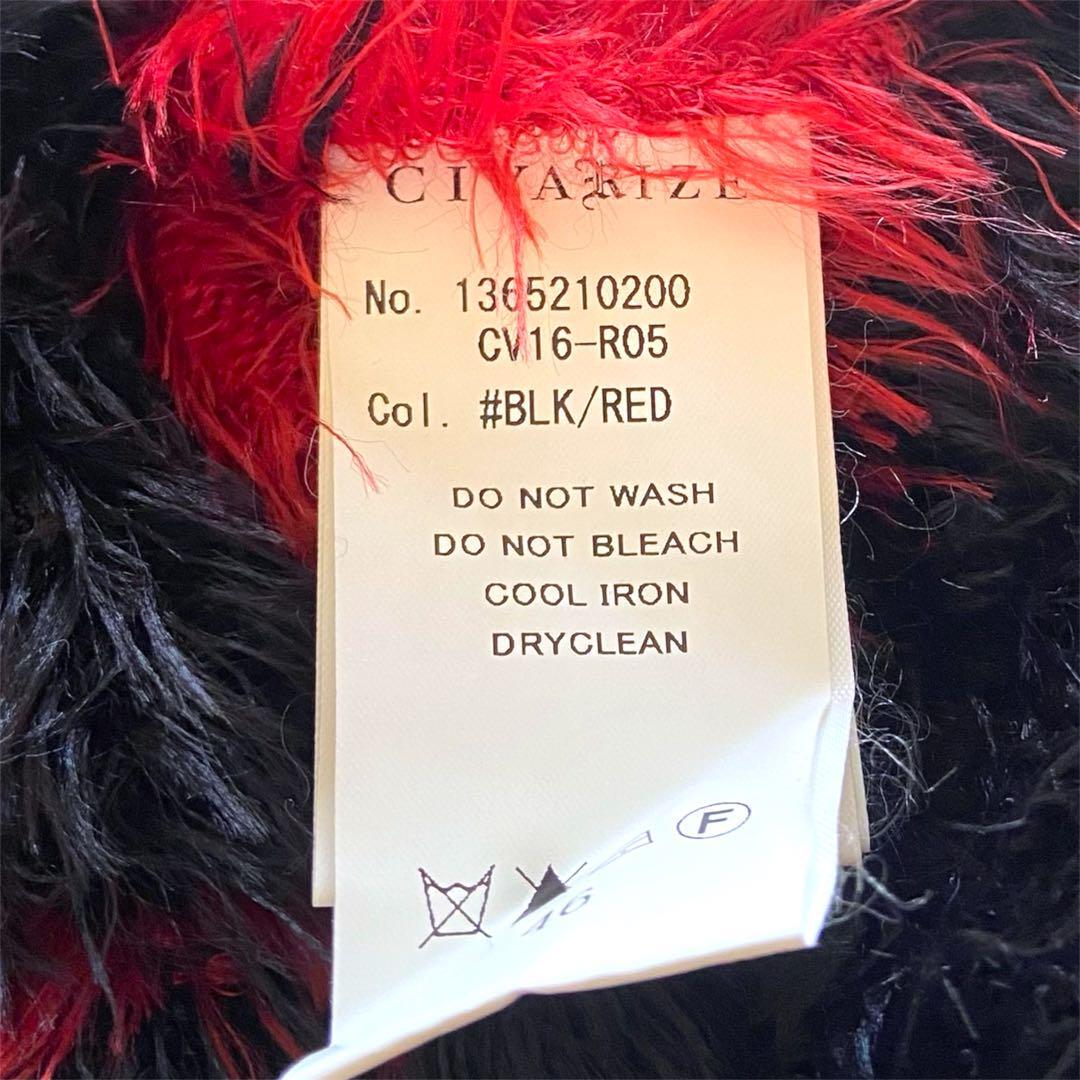 CIVARIZE
No. 1365210200
CV16-R05
Col. #BLK/RED
DO NOT WASH
DO NOT BLEACH
COOL IRON
DRYCLEAN
F